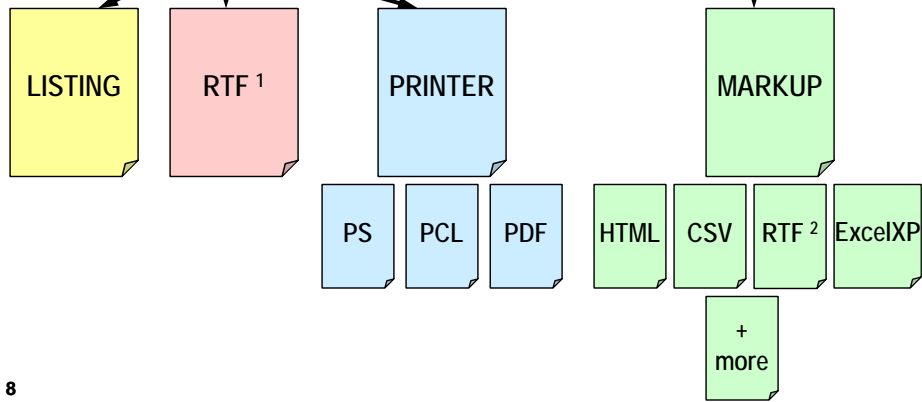 LISTING
RTF 1
PRINTER
MARKUP
PS
PCL
PDF
HTML
CSV
RTF 2
ExcelXP
+
more
8